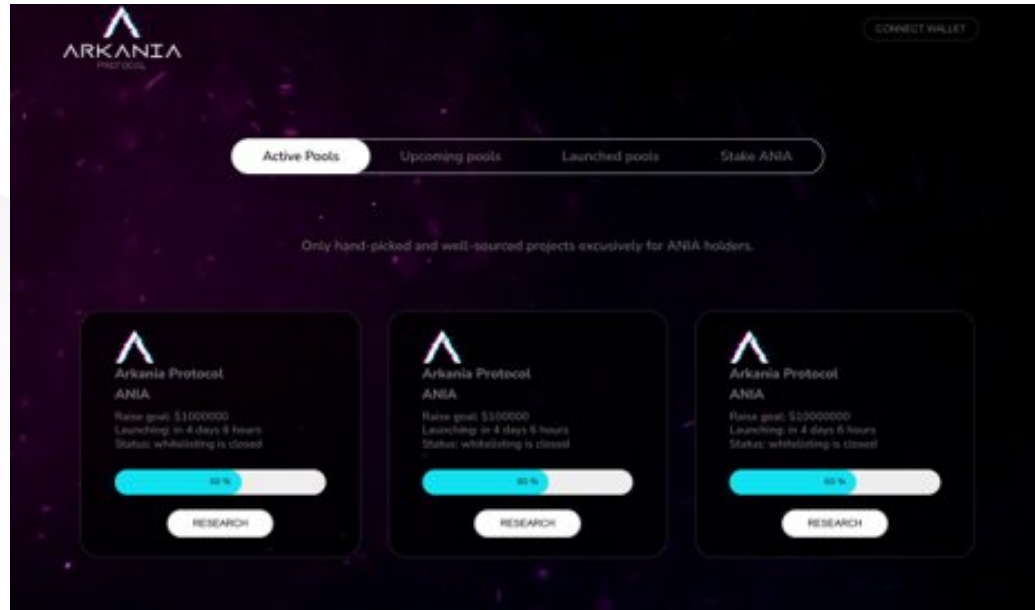 ARKANIA
PROTOCOL
CONNECT WALLET
Active Pools
Upcoming pools
Launched pools
Stake ANIA
Only hand-picked and well-sourced projects excusively for ANIA holders.
Arkania Protocol
ANIA
Raise goal: $1000000
Launching: in 4 days 6 hours
Status: whitelisting is closed
RESEARCH
Arkania Protocol
ANIA
Raise goal: $100000
Launching: in 4 days 6 hours
Status: whitelisting is closed
RESEARCH
Arkania Protocol
ANIA
Raise goal: $10000000
Launching: in 4 days 6 hours
Status: whitelisting is closed
RESEARCH